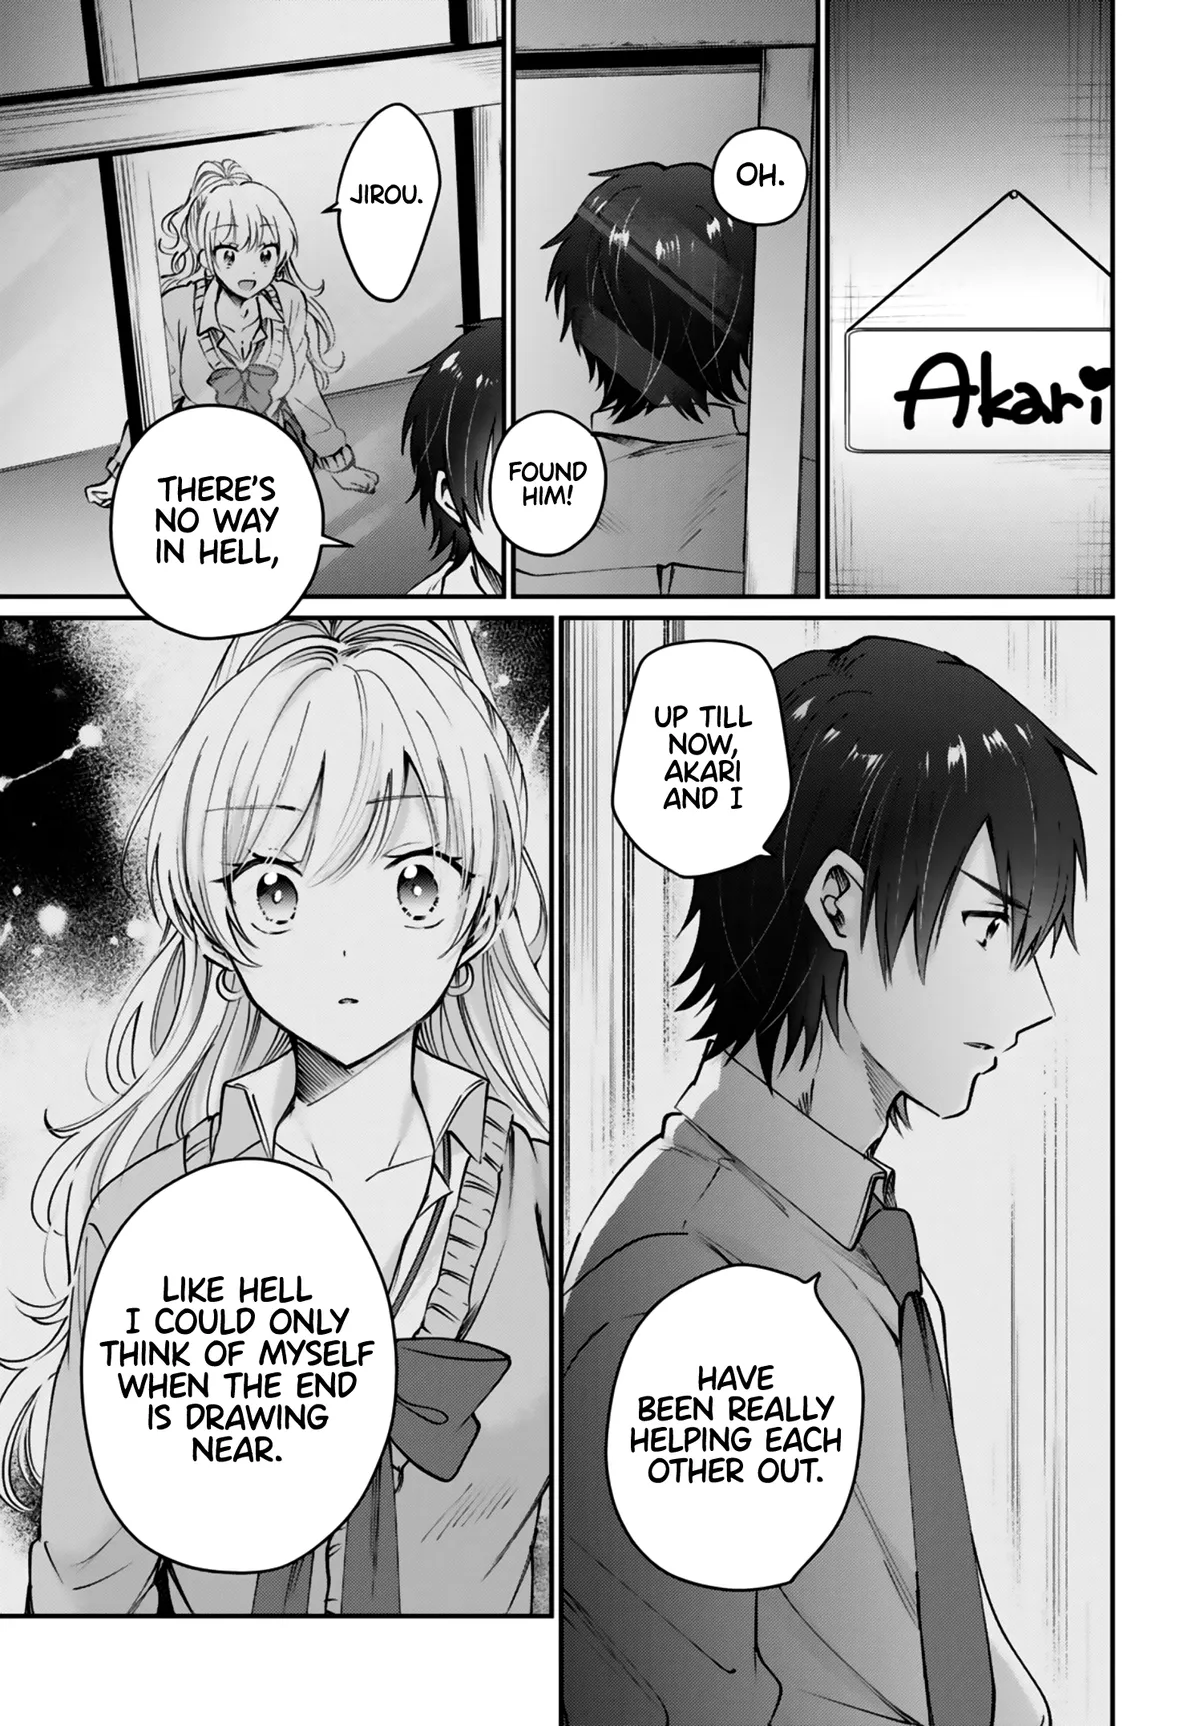 Akari
OH.
FOUND
HIM!
JIROU.
UP TILL
NOW,
AKARI
AND I
HAVE
BEEN REALLY
HELPING EACH
OTHER OUT.
THERE'S
NO WAY
IN HELL,
LIKE HELL
I COULD ONLY
THINK OF MYSELF
WHEN THE END
IS DRAWING
NEAR.